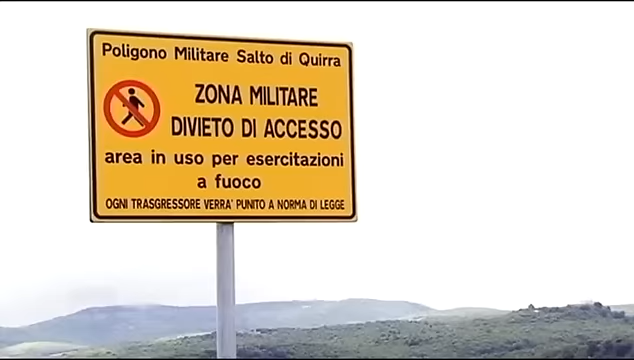 Poligono Militare Salto di Quirra
ZONA MILITARE
DIVIETO DI ACCESSO
area in uso per esercitazioni
a fuoco
OGNI TRASGRESSORE VERRA' PUNITO A NORMA DI LEGGE